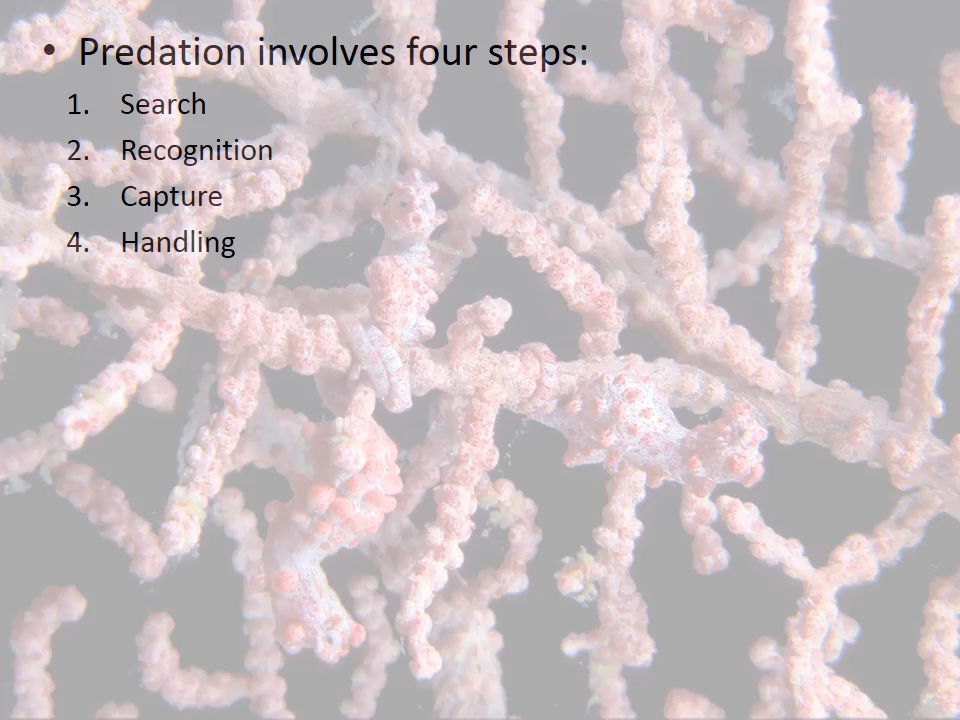 • Predation involves four steps:
1. Search
2. Recognition
3. Capture
4. Handling